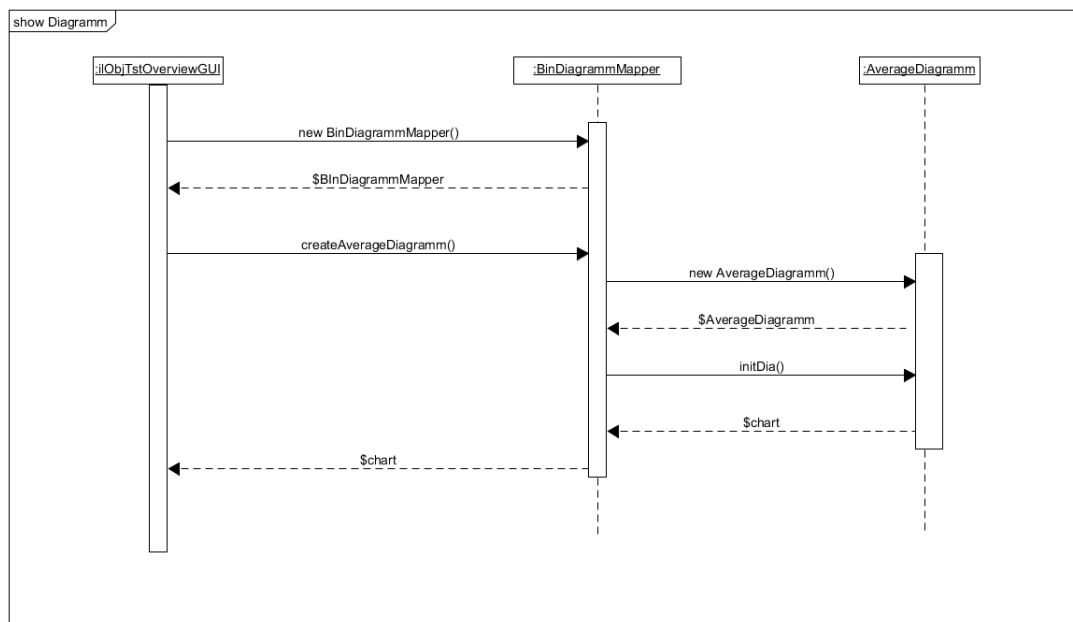 show Diagramm
:ilObjTstOverviewGUI
:BinDiagrammMapper
:AverageDiagramm
new BinDiagrammMapper()
$BInDiagrammMapper
createAverageDiagramm()
new AverageDiagramm()
$AverageDiagramm
initDia()
$chart
$chart